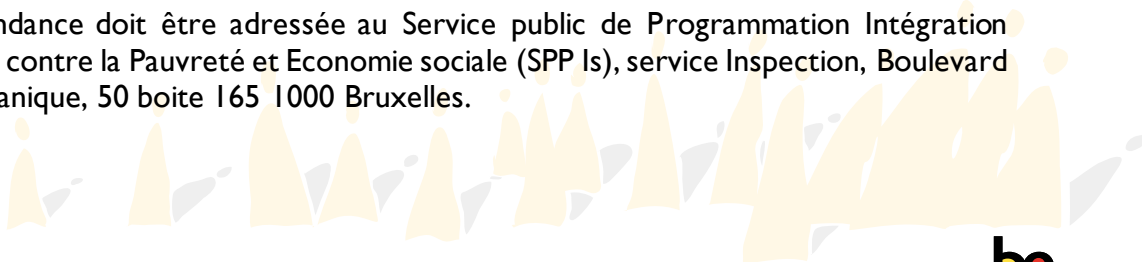 ndance doit être adressée au Service public de Programmation Intégration
contre la Pauvreté et Economie sociale (SPP Is), service Inspection, Boulevard
anique, 50 boite 165 1000 Bruxelles.
be